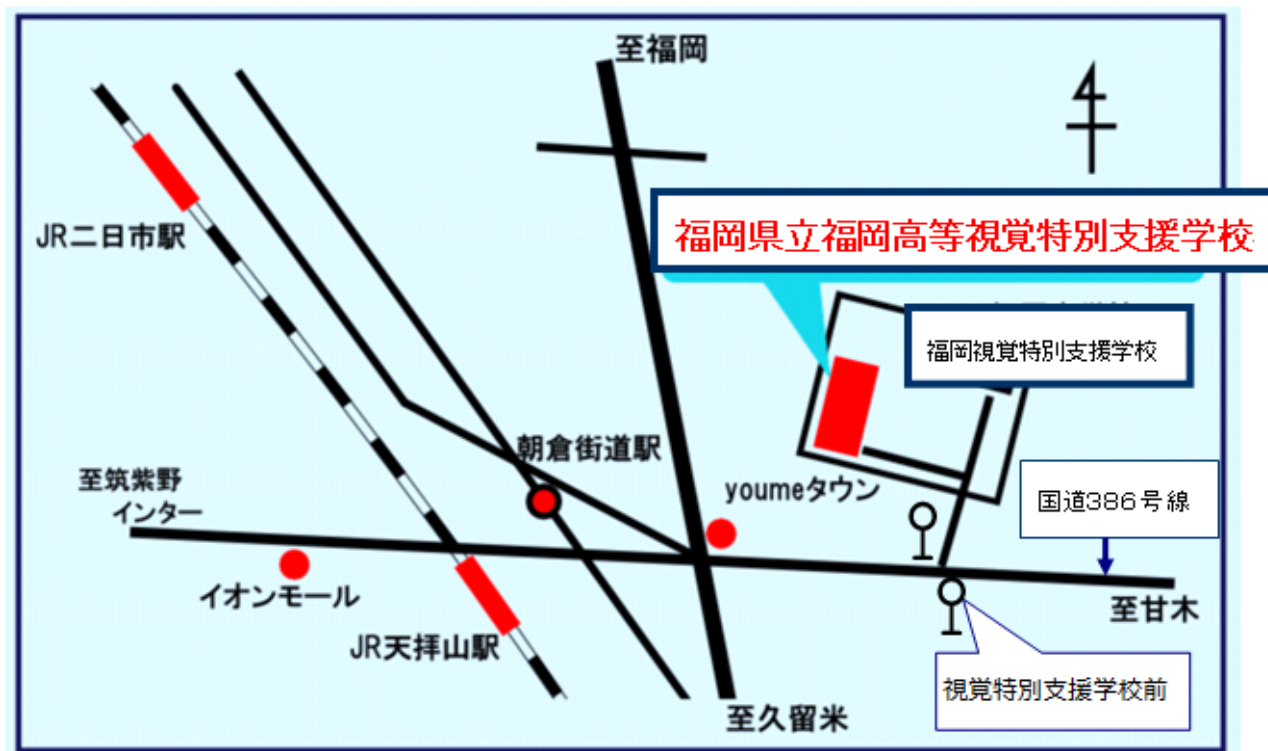 至福岡
JR二日市駅
福岡県立福岡高等視覚特別支援学校
福岡視覚特別支援学校
朝倉街道駅
至筑紫野
インター
youmeタウン
国道386号線
イオンモール
至甘木
JR天拝山駅
視覚特別支援学校前
至久留米